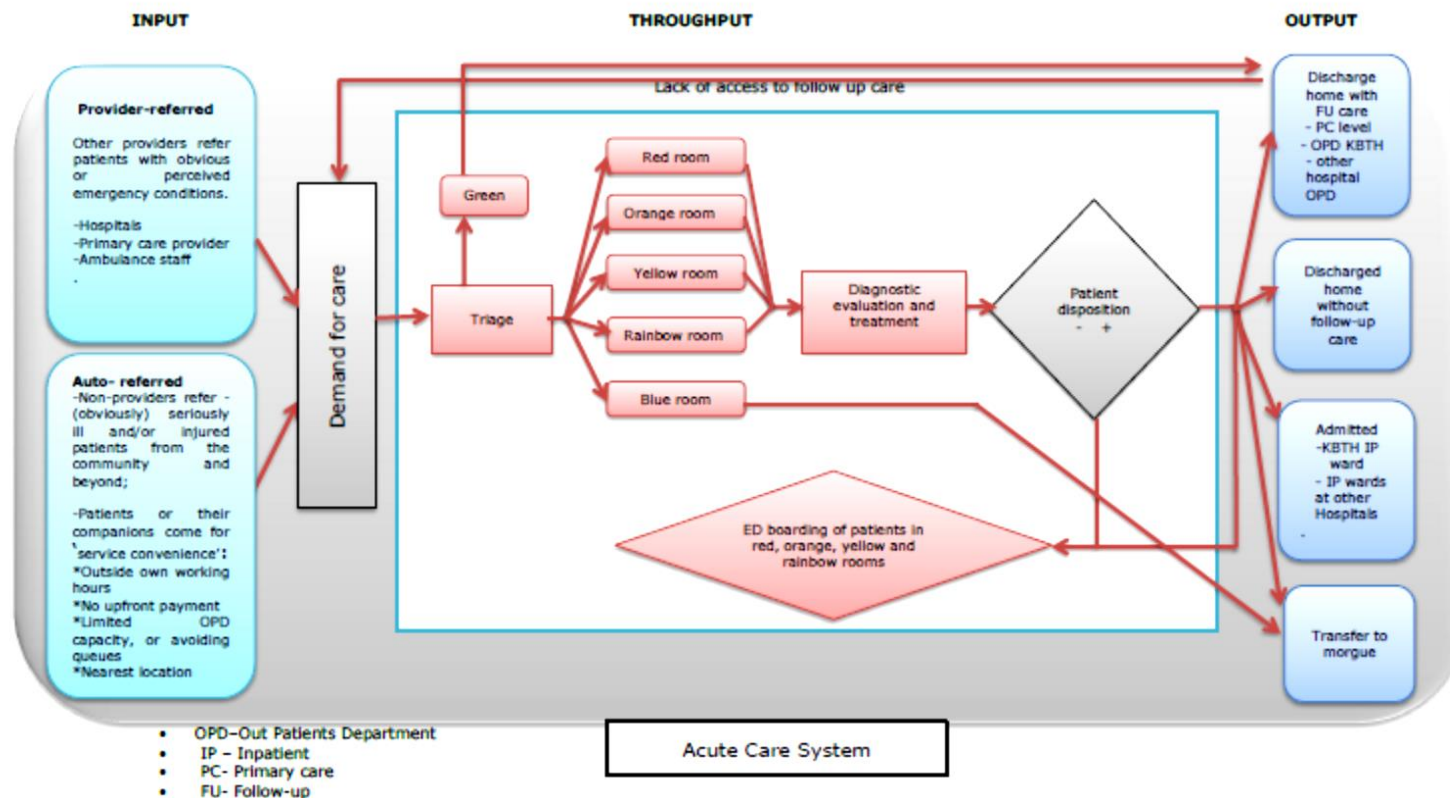 INPUT
THROUGHPUT
OUTPUT
Provider-referred
Other providers refer
patients with obvious
or perceived
emergency conditions.
-Hospitals
-Primary care provider
-Ambulance staff
.
Auto- referred
-Non-providers refer -
(obviously) seriously
ill and/or injured
patients from the
community and
beyond;
-Patients or their
companions come for
‘service convenience’:
*Outside own working
hours
*No upfront payment
*Limited OPD
capacity, or avoiding
queues
*Nearest location
Demand for care
Lack of access to follow up care
Green
Triage
Red room
Orange room
Yellow room
Rainbow room
Blue room
Diagnostic
evaluation and
treatment
Patient
disposition
- +
ED boarding of patients in
red, orange, yellow and
rainbow rooms
Discharge
home with
FU care
- PC level
- OPD KBTH
- other
hospital
OPD
Discharged
home
without
follow-up
care
Admitted
-KBTH IP
ward
- IP wards
at other
Hospitals
.
Transfer to
morgue
• OPD–Out Patients Department
• IP – Inpatient
• PC- Primary care
• FU- Follow-up
Acute Care System